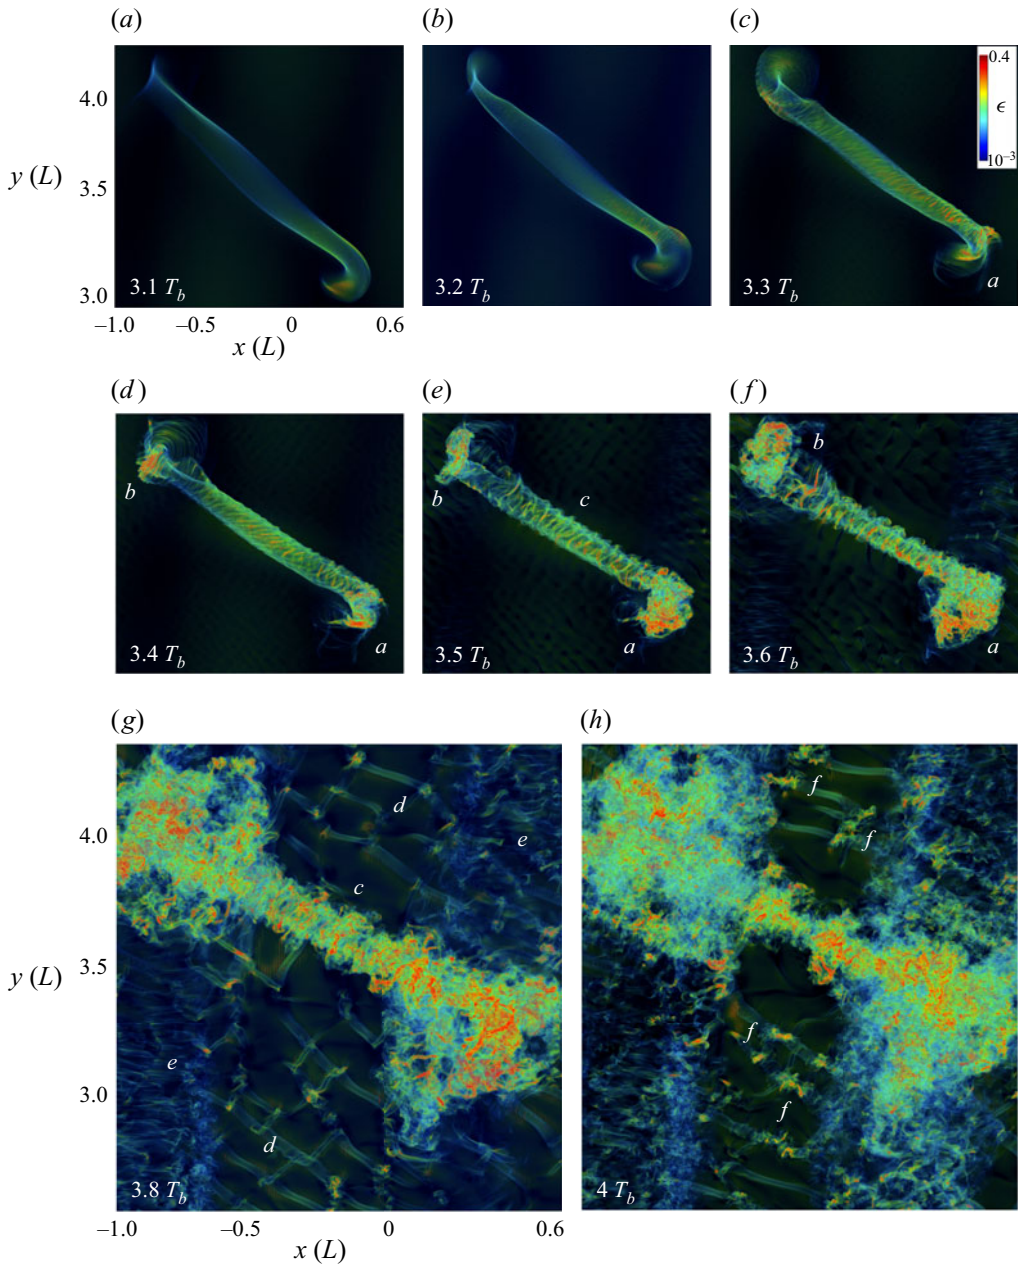 (a) (b) (c)
0.4
ϵ
10⁻³
4.0
y (L) 3.5
3.0
3.1 T_b 3.2 T_b 3.3 T_b a
–1.0 –0.5 0 0.6
x (L)
(d) (e) (f)
b b c b
3.4 T_b a 3.5 T_b a 3.6 T_b a
(g) (h)
d f
4.0 e f
c
y (L) 3.5
e f
3.0
d f
3.8 T_b 4 T_b
–1.0 –0.5 0 0.6
x (L)